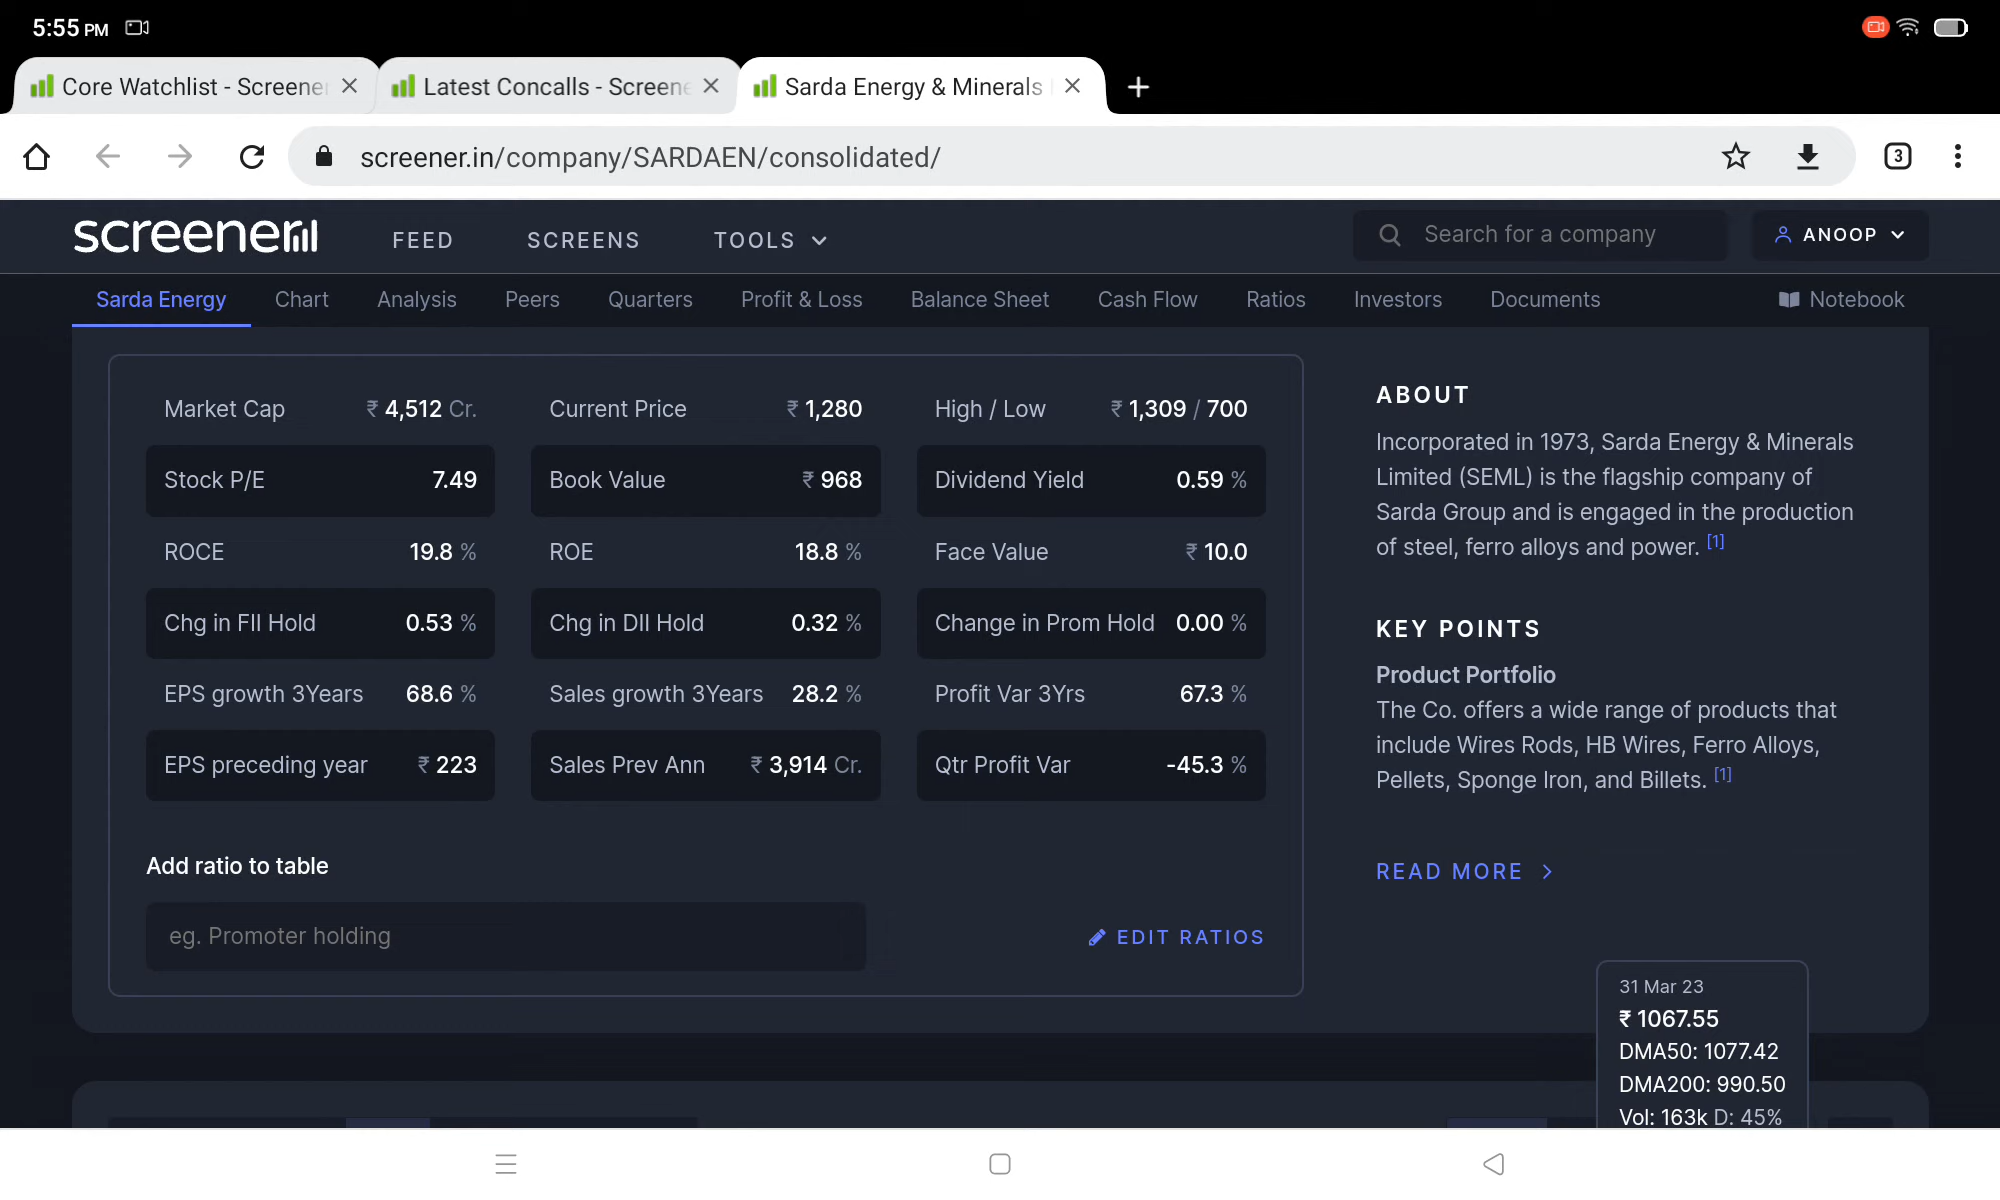 5:55 PM
Core Watchlist - Screener
Latest Concalls - Screene
Sarda Energy & Minerals
screener.in/company/SARDAEN/consolidated/
3
screener
FEED
SCREENS
TOOLS
Search for a company
ANOOP
Sarda Energy
Chart
Analysis
Peers
Quarters
Profit & Loss
Balance Sheet
Cash Flow
Ratios
Investors
Documents
Notebook
Market Cap ₹ 4,512 Cr.
Current Price ₹ 1,280
High / Low ₹ 1,309 / 700
Stock P/E 7.49
Book Value ₹ 968
Dividend Yield 0.59 %
ROCE 19.8 %
ROE 18.8 %
Face Value ₹ 10.0
Chg in FII Hold 0.53 %
Chg in DII Hold 0.32 %
Change in Prom Hold 0.00 %
EPS growth 3Years 68.6 %
Sales growth 3Years 28.2 %
Profit Var 3Yrs 67.3 %
EPS preceding year ₹ 223
Sales Prev Ann ₹ 3,914 Cr.
Qtr Profit Var -45.3 %
Add ratio to table
eg. Promoter holding
EDIT RATIOS
ABOUT
Incorporated in 1973, Sarda Energy & Minerals
Limited (SEML) is the flagship company of
Sarda Group and is engaged in the production
of steel, ferro alloys and power. [1]
KEY POINTS
Product Portfolio
The Co. offers a wide range of products that
include Wires Rods, HB Wires, Ferro Alloys,
Pellets, Sponge Iron, and Billets. [1]
READ MORE
31 Mar 23
₹ 1067.55
DMA50: 1077.42
DMA200: 990.50
Vol: 163k D: 45%